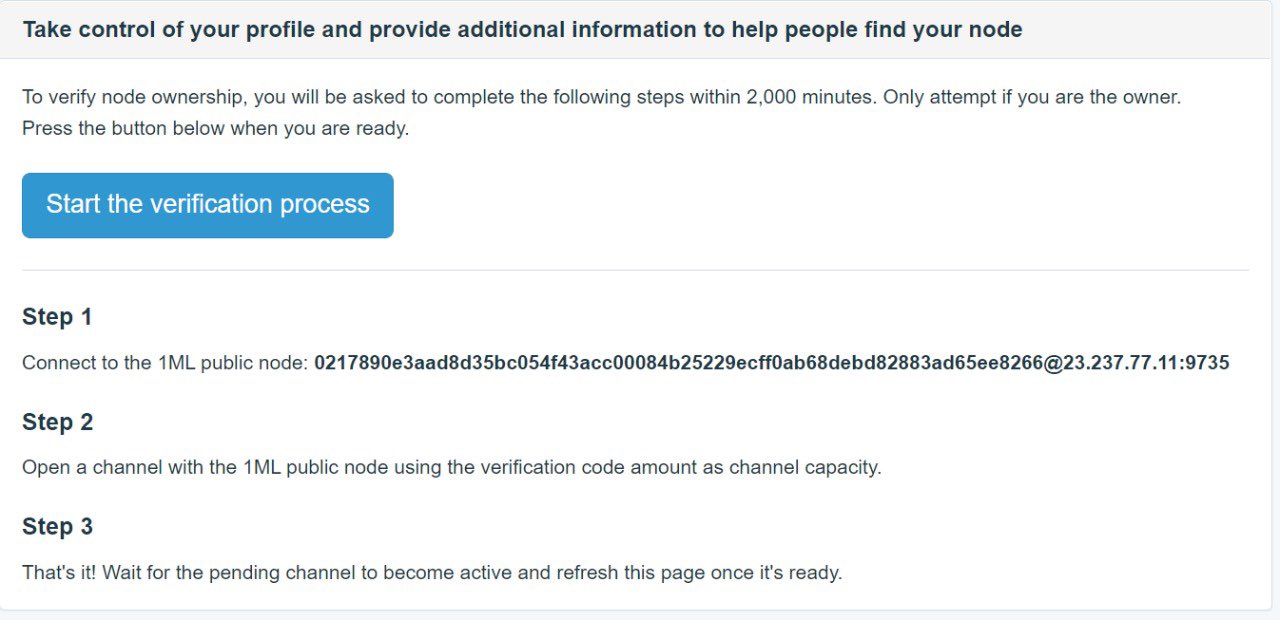 Take control of your profile and provide additional information to help people find your node
To verify node ownership, you will be asked to complete the following steps within 2,000 minutes. Only attempt if you are the owner.
Press the button below when you are ready.
Start the verification process
Step 1
Connect to the 1ML public node: 0217890e3aad8d35bc054f43acc00084b25229ecff0ab68debd82883ad65ee8266@23.237.77.11:9735
Step 2
Open a channel with the 1ML public node using the verification code amount as channel capacity.
Step 3
That's it! Wait for the pending channel to become active and refresh this page once it's ready.